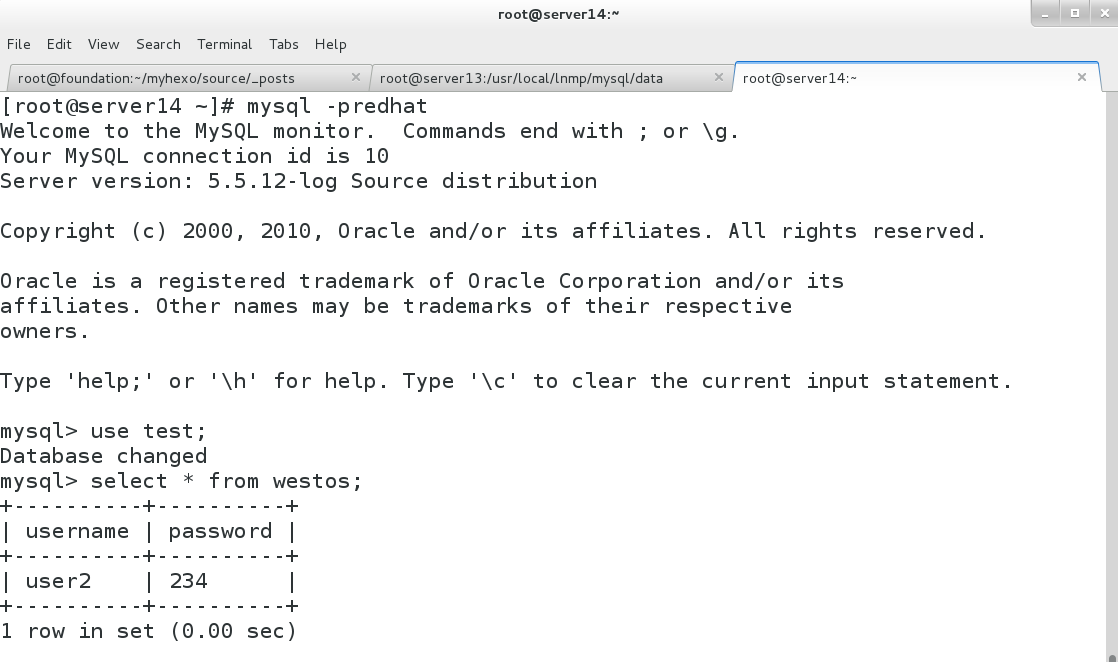 root@server14:~
File Edit View Search Terminal Tabs Help
root@foundation:~/myhexo/source/_posts root@server13:/usr/local/lnmp/mysql/data root@server14:~
[root@server14 ~]# mysql -predhat
Welcome to the MySQL monitor.  Commands end with ; or \g.
Your MySQL connection id is 10
Server version: 5.5.12-log Source distribution

Copyright (c) 2000, 2010, Oracle and/or its affiliates. All rights reserved.

Oracle is a registered trademark of Oracle Corporation and/or its
affiliates. Other names may be trademarks of their respective
owners.

Type 'help;' or '\h' for help. Type '\c' to clear the current input statement.

mysql> use test;
Database changed
mysql> select * from westos;
+----------+----------+
| username | password |
+----------+----------+
| user2    | 234      |
+----------+----------+
1 row in set (0.00 sec)